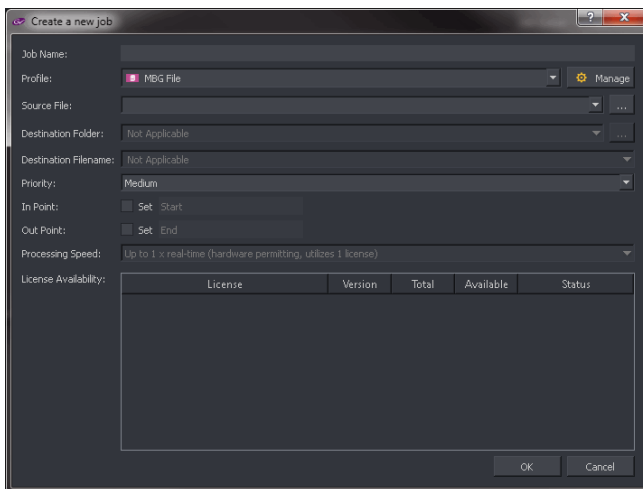 Create a new job
Job Name:
Profile: MBG File Manage
Source File: ...
Destination Folder: Not Applicable ...
Destination Filename: Not Applicable
Priority: Medium
In Point: Set Start
Out Point: Set End
Processing Speed: Up to 1 x real-time (hardware permitting, utilizes 1 license)
License Availability: License Version Total Available Status
OK Cancel